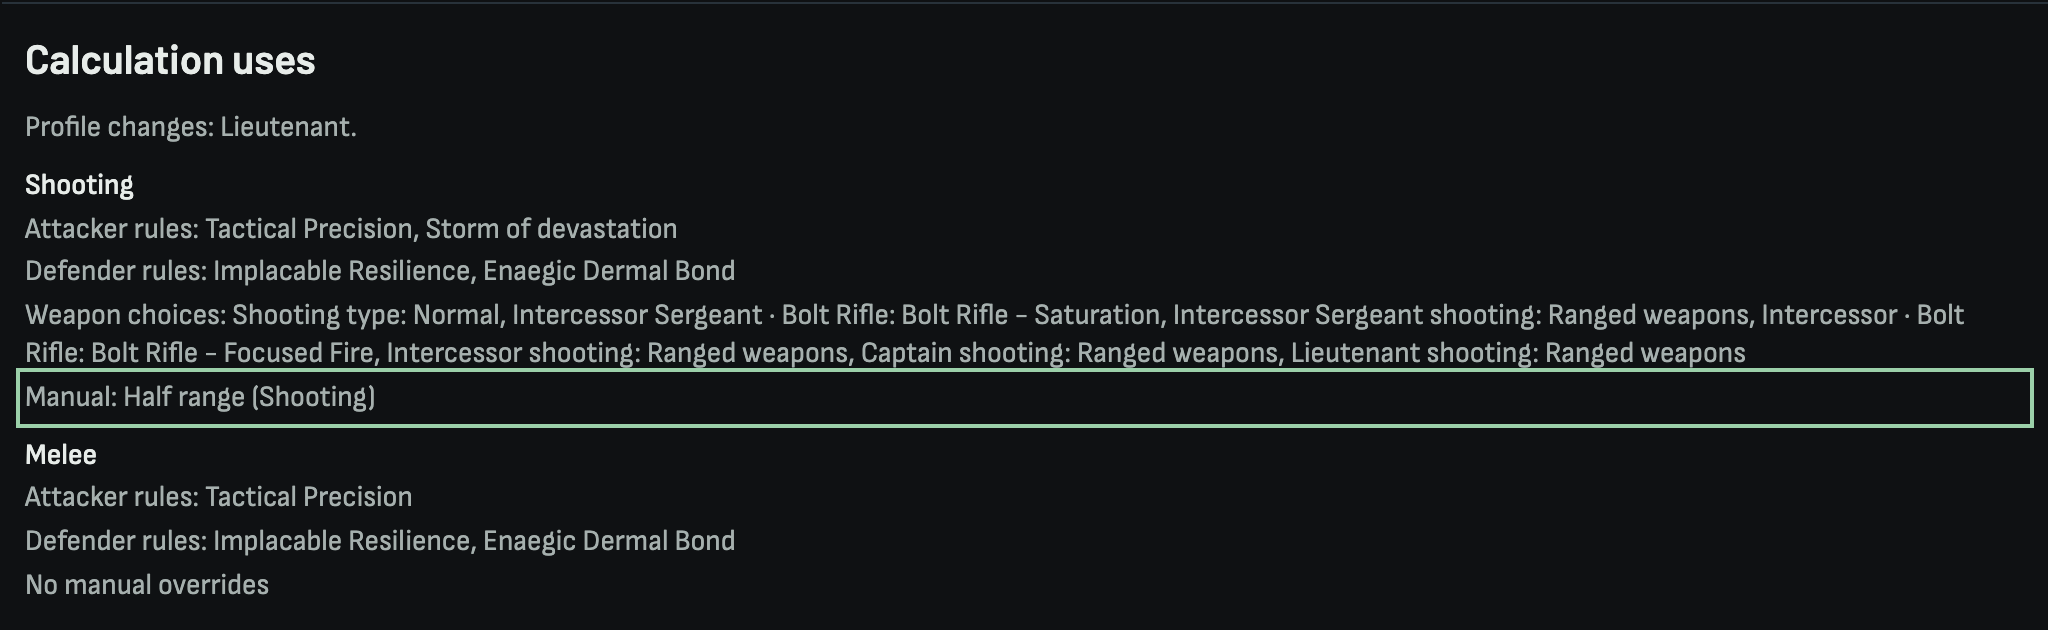 Calculation uses
Profile changes: Lieutenant.
Shooting
Attacker rules: Tactical Precision, Storm of devastation
Defender rules: Implacable Resilience, Enaegic Dermal Bond
Weapon choices: Shooting type: Normal, Intercessor Sergeant · Bolt Rifle: Bolt Rifle - Saturation, Intercessor Sergeant shooting: Ranged weapons, Intercessor · Bolt
Rifle: Bolt Rifle - Focused Fire, Intercessor shooting: Ranged weapons, Captain shooting: Ranged weapons, Lieutenant shooting: Ranged weapons
Manual: Half range (Shooting)
Melee
Attacker rules: Tactical Precision
Defender rules: Implacable Resilience, Enaegic Dermal Bond
No manual overrides